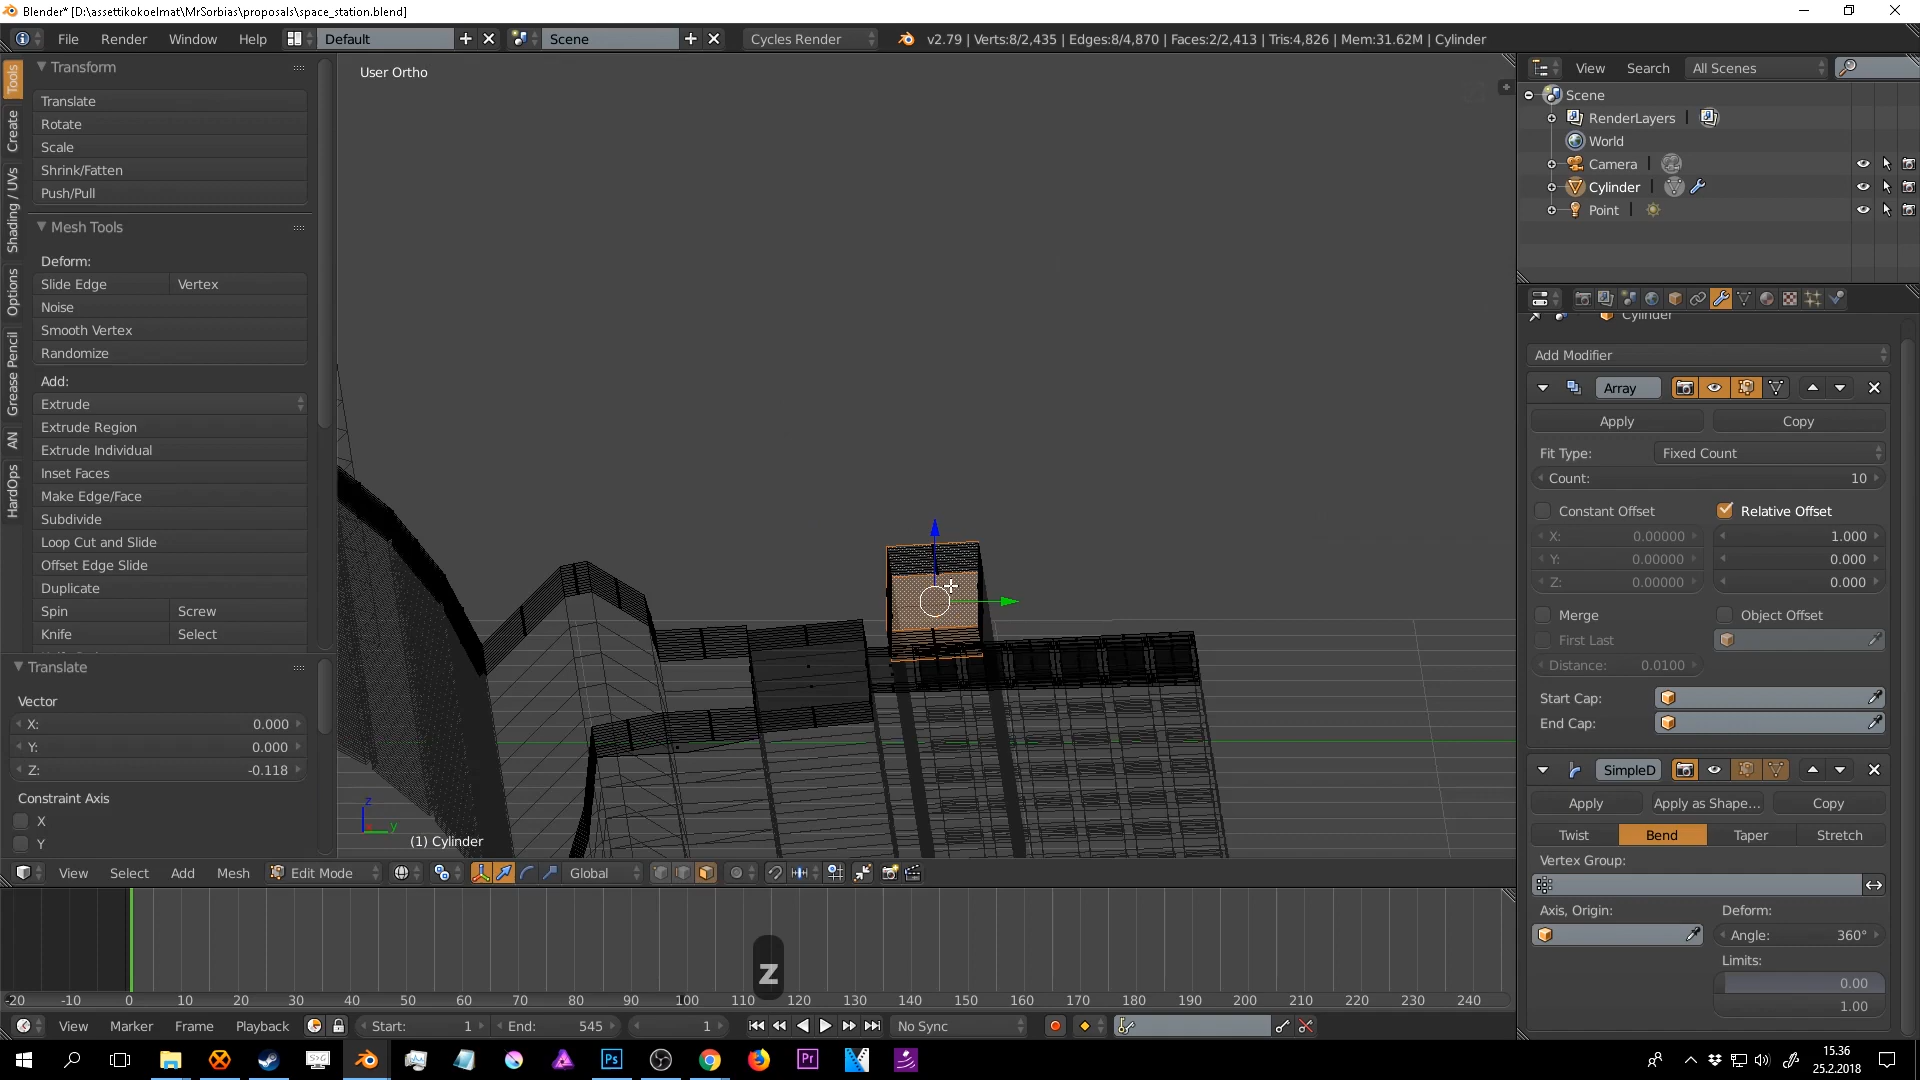 Blender* [D:\assettikokoelmat\MrSorbias\proposals\space_station.blend]
File Render Window Help Default Scene Cycles Render v2.79 | Verts:8/2,435 | Edges:8/4,870 | Faces:2/2,413 | Tris:4,826 | Mem:31.62M | Cylinder
Tools
Create
Shading / UVs
Options
Grease Pencil
AN
HardOps
Transform
Translate
Rotate
Scale
Shrink/Fatten
Push/Pull
Mesh Tools
Deform:
Slide Edge Vertex
Noise
Smooth Vertex
Randomize
Add:
Extrude
Extrude Region
Extrude Individual
Inset Faces
Make Edge/Face
Subdivide
Loop Cut and Slide
Offset Edge Slide
Duplicate
Spin Screw
Knife Select
Translate
Vector
X: 0.000
Y: 0.000
Z: -0.118
Constraint Axis
X
Y
User Ortho
z
y
(1) Cylinder
View Search All Scenes
Scene
RenderLayers
World
Camera
Cylinder
Point
Cylinder
Add Modifier
Array
Apply Copy
Fit Type: Fixed Count
Count: 10
Constant Offset Relative Offset
X: 0.00000 1.000
Y: 0.00000 0.000
Z: 0.00000 0.000
Merge Object Offset
First Last
Distance: 0.0100
Start Cap:
End Cap:
SimpleD
Apply Apply as Shape... Copy
Twist Bend Taper Stretch
Vertex Group:
Axis, Origin: Deform:
Angle: 360°
Limits:
0.00
1.00
View Select Add Mesh Edit Mode Global
z
-20 -10 0 10 20 30 40 50 60 70 80 90 100 110 120 130 140 150 160 170 180 190 200 210 220 230 240
View Marker Frame Playback Start: 1 End: 545 1 No Sync
Ps Pr
15.36
25.2.2018